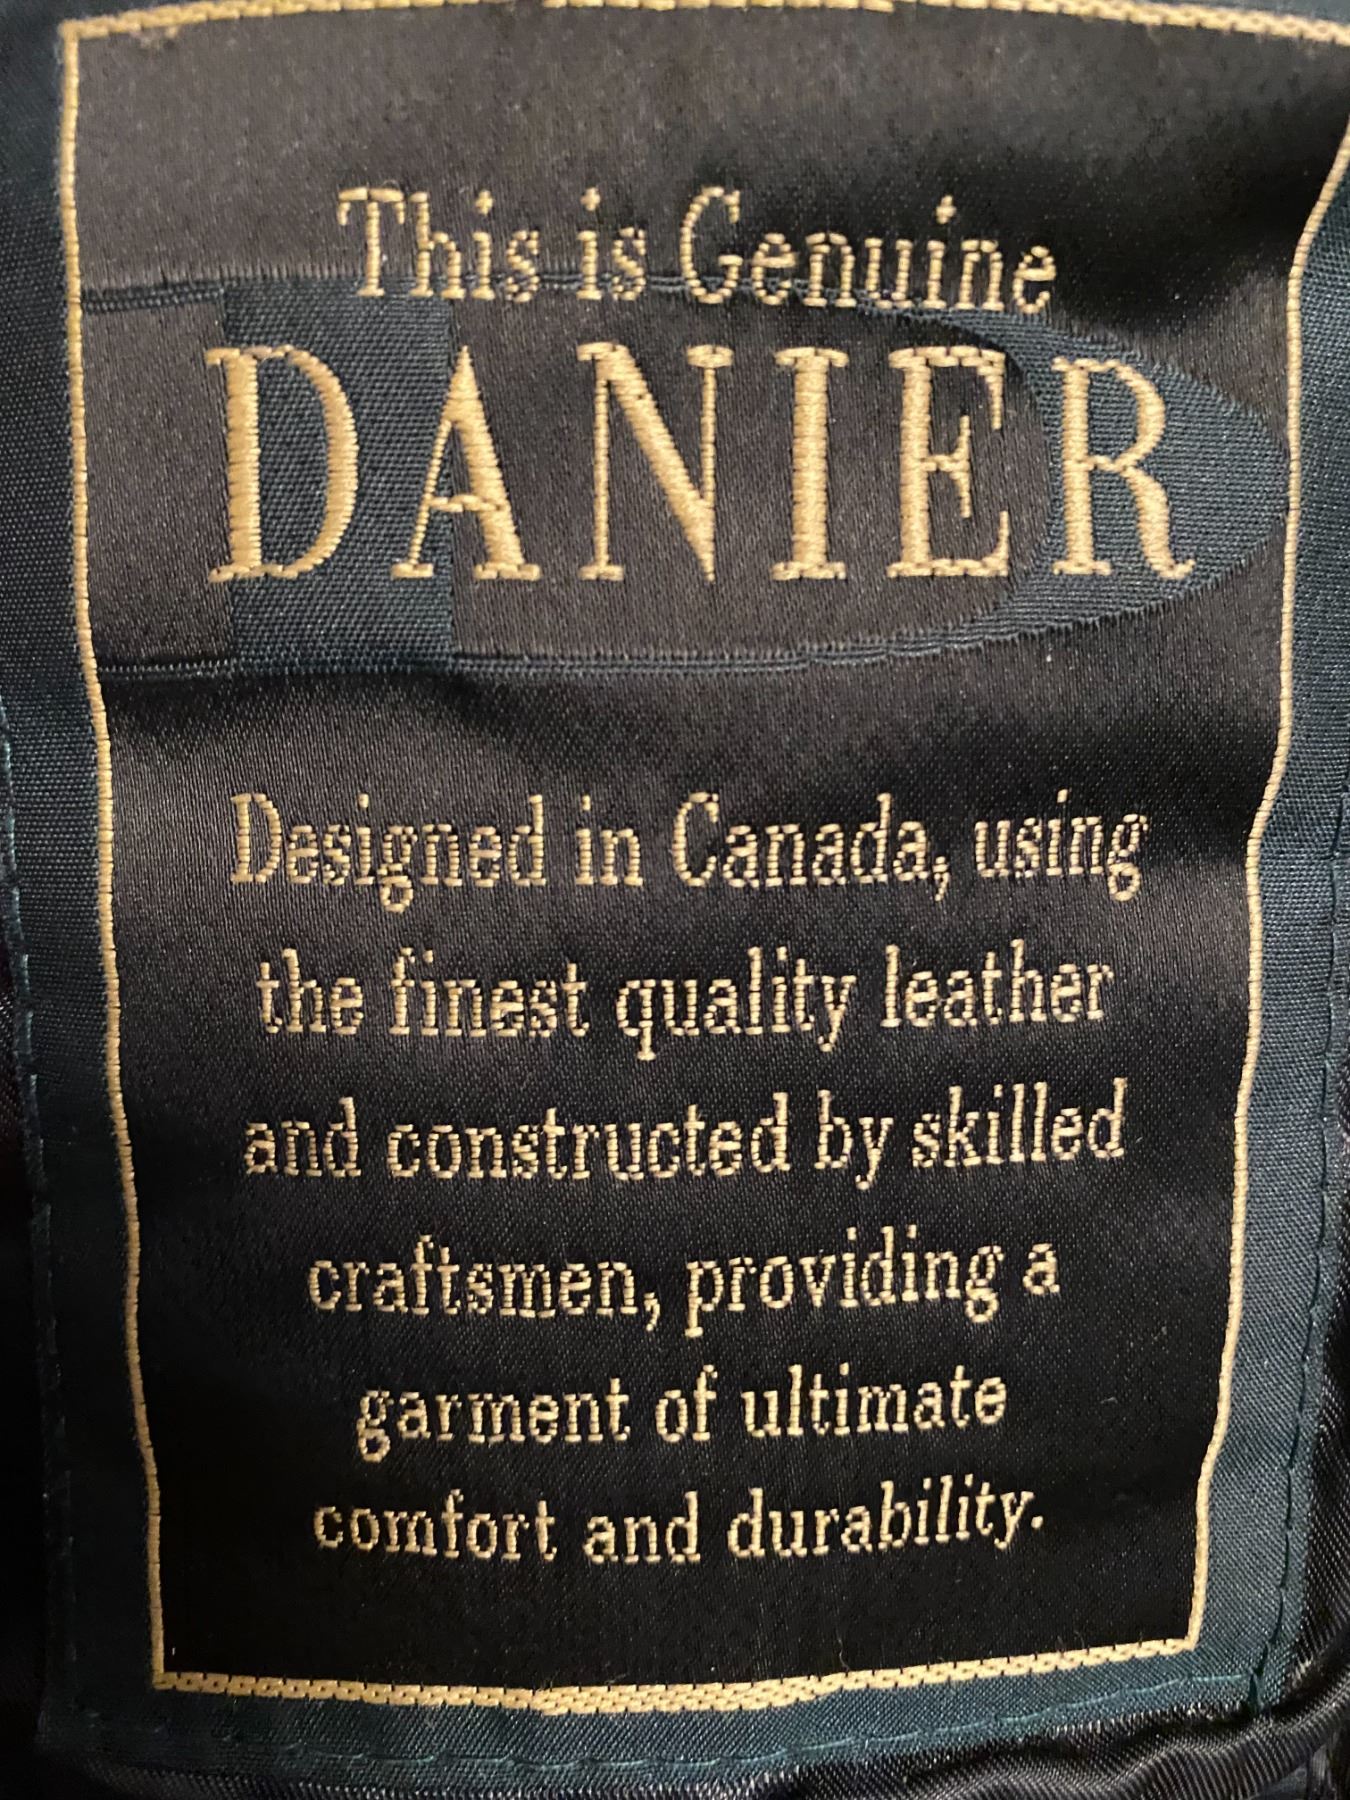 This is Genuine
DANIER
Designed in Canada, using
the finest quality leather
and constructed by skilled
craftsmen, providing a
garment of ultimate
comfort and durability.